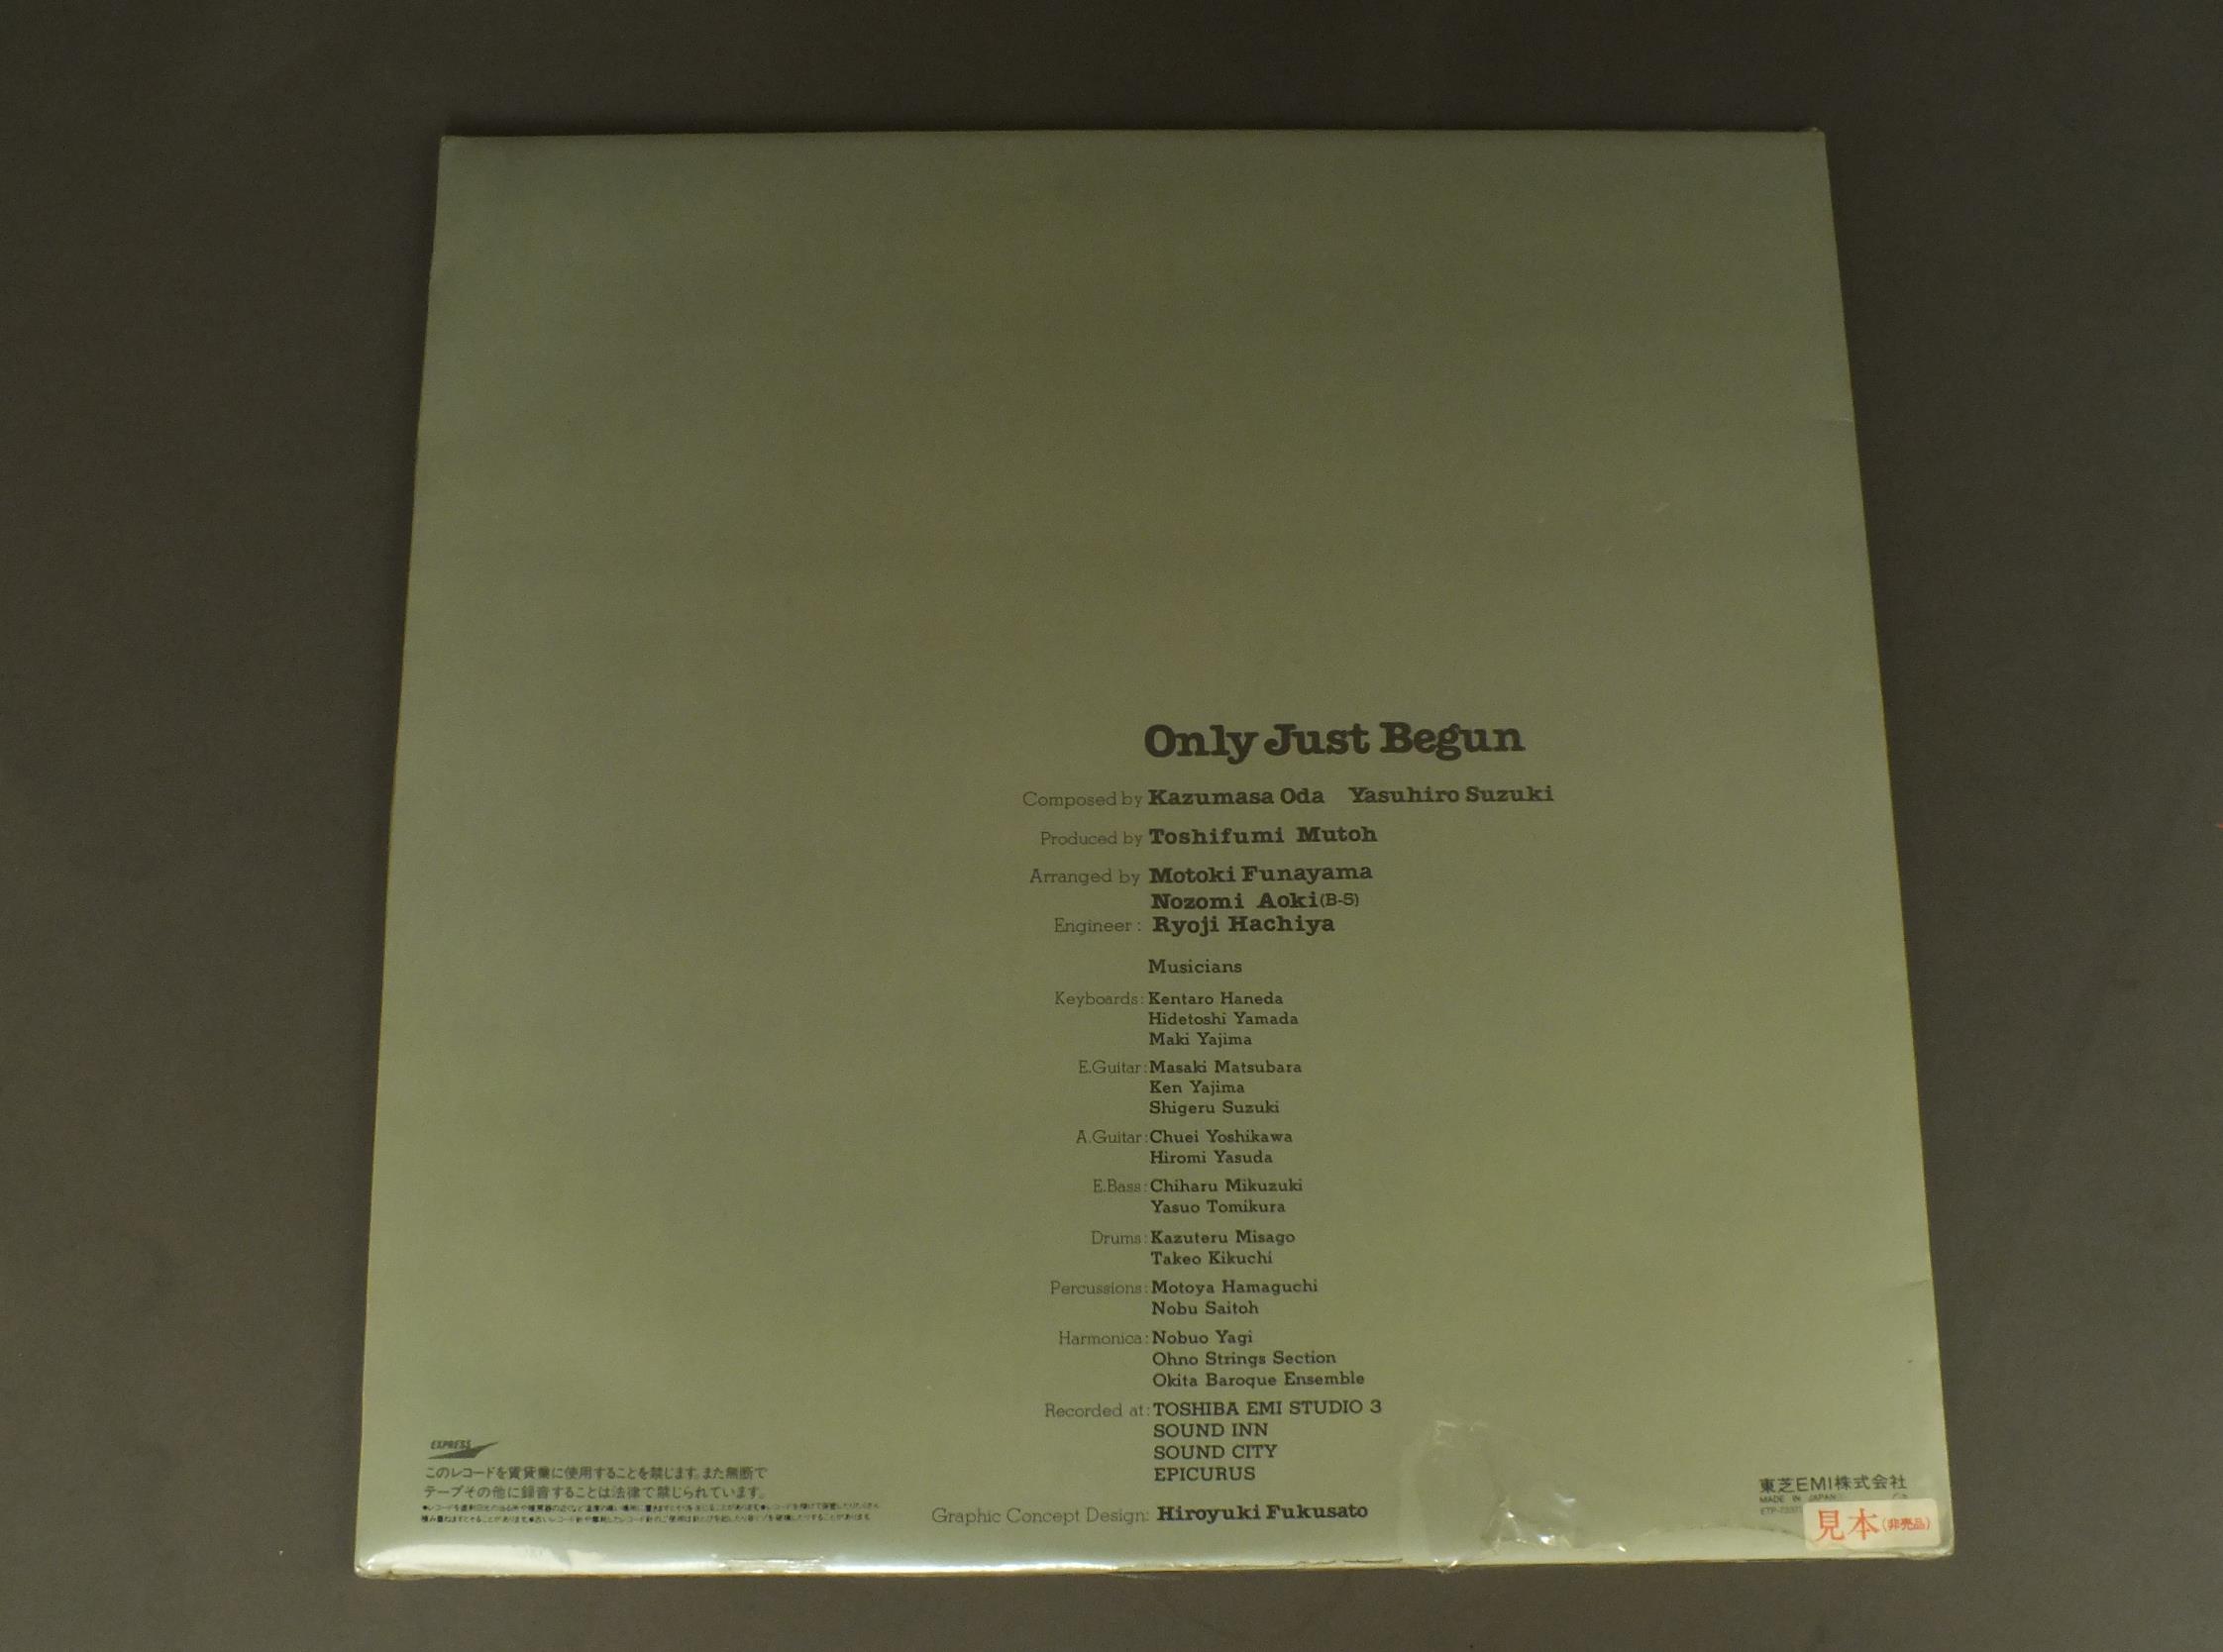 Only Just Begun
Composed by Kazumasa Oda Yasuhiro Suzuki
Produced by Toshifumi Mutoh
Arranged by Motoki Funayama
Nozomi Aoki (B-5)
Engineer: Ryoji Hachiya
Musicians
Keyboards: Kentaro Haneda
Hidetoshi Yamada
Maki Yajima
E.Guitar: Masaki Matsubara
Ken Yajima
Shigeru Suzuki
A.Guitar: Chuei Yoshikawa
Hiromi Yasuda
E.Bass: Chiharu Mikuzuki
Yasuo Tomikura
Drums: Kazuteru Misago
Takeo Kikuchi
Percussions: Motoya Hamaguchi
Nobu Saitoh
Harmonica: Nobuo Yagi
Ohno Strings Section
Okita Baroque Ensemble
Recorded at: TOSHIBA EMI STUDIO 3
SOUND INN
SOUND CITY
EPICURUS
Graphic Concept Design: Hiroyuki Fukusato
EXPRESS
このレコードを賃貸業に使用することを禁じます。また無断で
テープその他に録音することは法律で禁じられています。
東芝EMI株式会社
MADE IN JAPAN
見本(非売品)